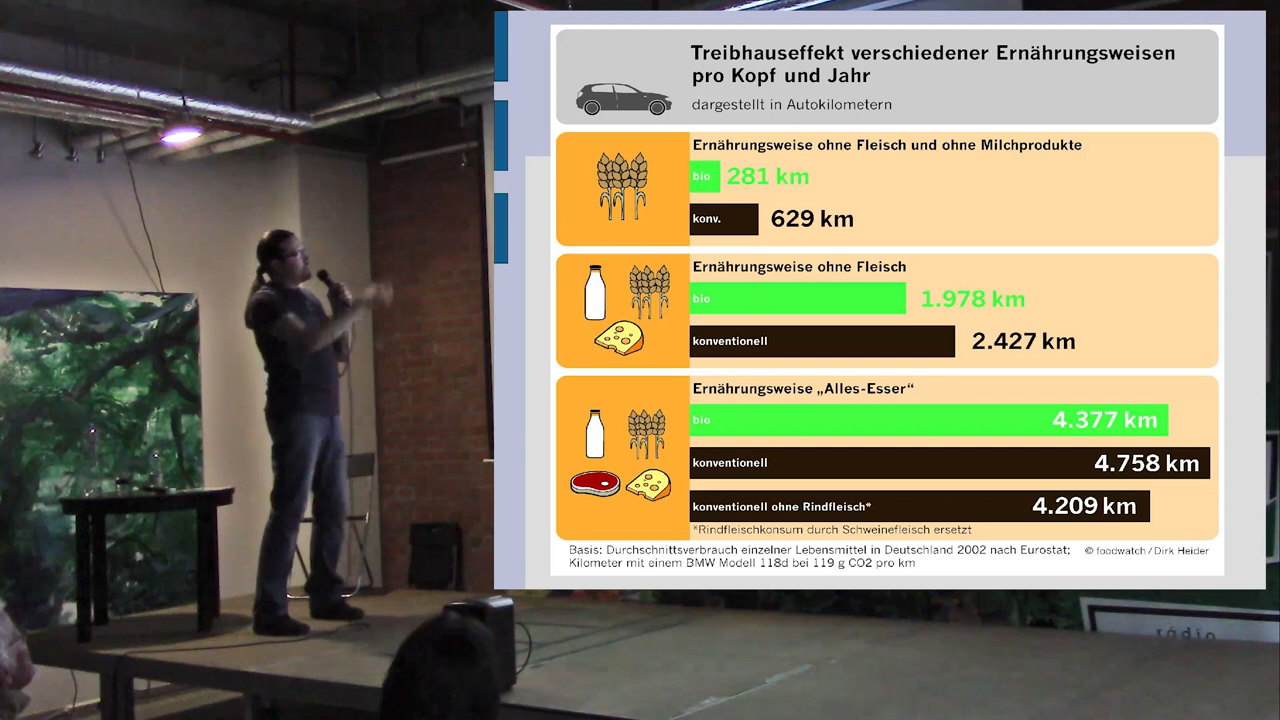 Treibhauseffekt verschiedener Ernährungsweisen
pro Kopf und Jahr
dargestellt in Autokilometern
Ernährungsweise ohne Fleisch und ohne Milchprodukte
bio 281 km
konv. 629 km
Ernährungsweise ohne Fleisch
bio 1.978 km
konventionell 2.427 km
Ernährungsweise „Alles-Esser“
bio 4.377 km
konventionell 4.758 km
konventionell ohne Rindfleisch* 4.209 km
*Rindfleischkonsum durch Schweinefleisch ersetzt
Basis: Durchschnittsverbrauch einzelner Lebensmittel in Deutschland 2002 nach Eurostat; © foodwatch / Dirk Heider
Kilometer mit einem BMW Modell 118d bei 119 g CO2 pro km
rádio